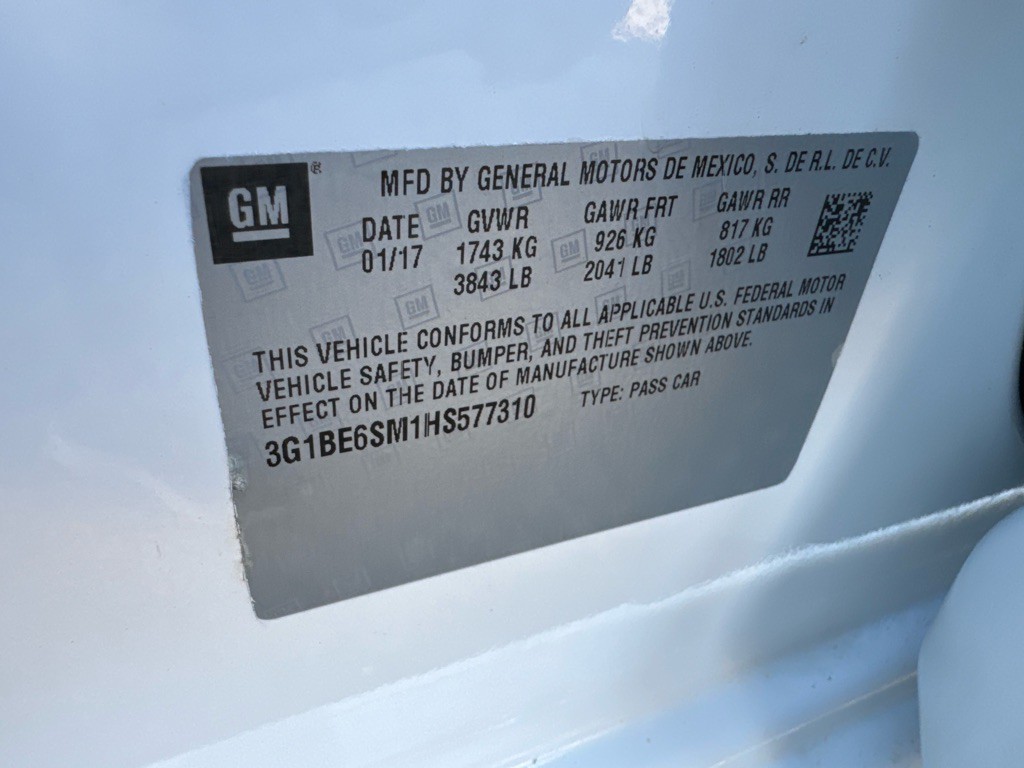 GM ®
MFD BY GENERAL MOTORS DE MEXICO, S. DE R.L. DE C.V.
DATE GVWR GAWR FRT GAWR RR
01/17 1743 KG 926 KG 817 KG
3843 LB 2041 LB 1802 LB
THIS VEHICLE CONFORMS TO ALL APPLICABLE U.S. FEDERAL MOTOR
VEHICLE SAFETY, BUMPER, AND THEFT PREVENTION STANDARDS IN
EFFECT ON THE DATE OF MANUFACTURE SHOWN ABOVE.
3G1BE6SM1HS577310 TYPE: PASS CAR